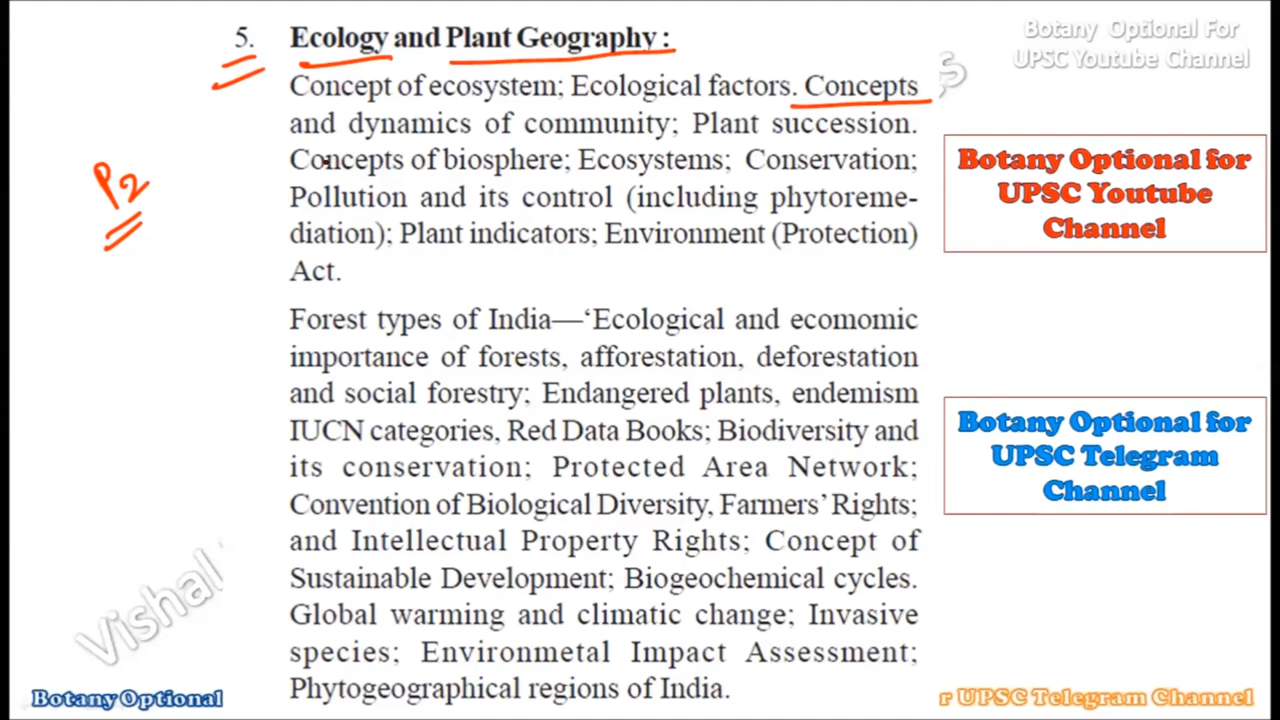 Botany Optional For
UPSC Youtube Channel
5. Ecology and Plant Geography :
Concept of ecosystem; Ecological factors. Concepts
and dynamics of community; Plant succession.
Concepts of biosphere; Ecosystems; Conservation;
Pollution and its control (including phytoreme-
diation); Plant indicators; Environment (Protection)
Act.
P2
Forest types of India—‘Ecological and ecomomic
importance of forests, afforestation, deforestation
and social forestry; Endangered plants, endemism
IUCN categories, Red Data Books; Biodiversity and
its conservation; Protected Area Network;
Convention of Biological Diversity, Farmers’ Rights;
and Intellectual Property Rights; Concept of
Sustainable Development; Biogeochemical cycles.
Global warming and climatic change; Invasive
species; Environmetal Impact Assessment;
Phytogeographical regions of India.
Botany Optional for
UPSC Youtube
Channel
Botany Optional for
UPSC Telegram
Channel
Vishal
Botany Optional
r UPSC Telegram Channel